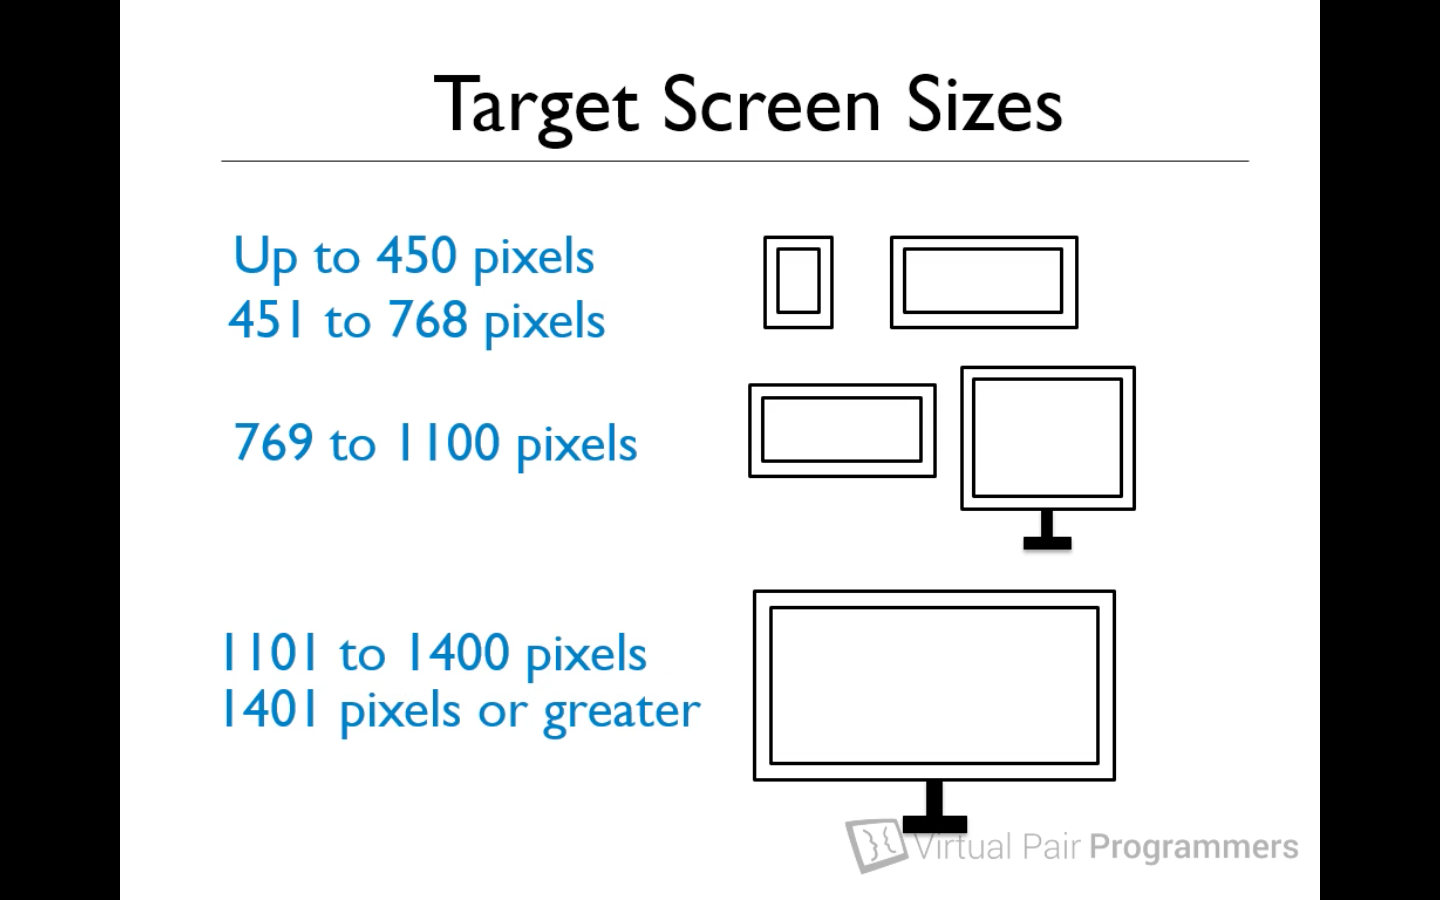 Target Screen Sizes
Up to 450 pixels
451 to 768 pixels
769 to 1100 pixels
1101 to 1400 pixels
1401 pixels or greater
Virtual Pair Programmers